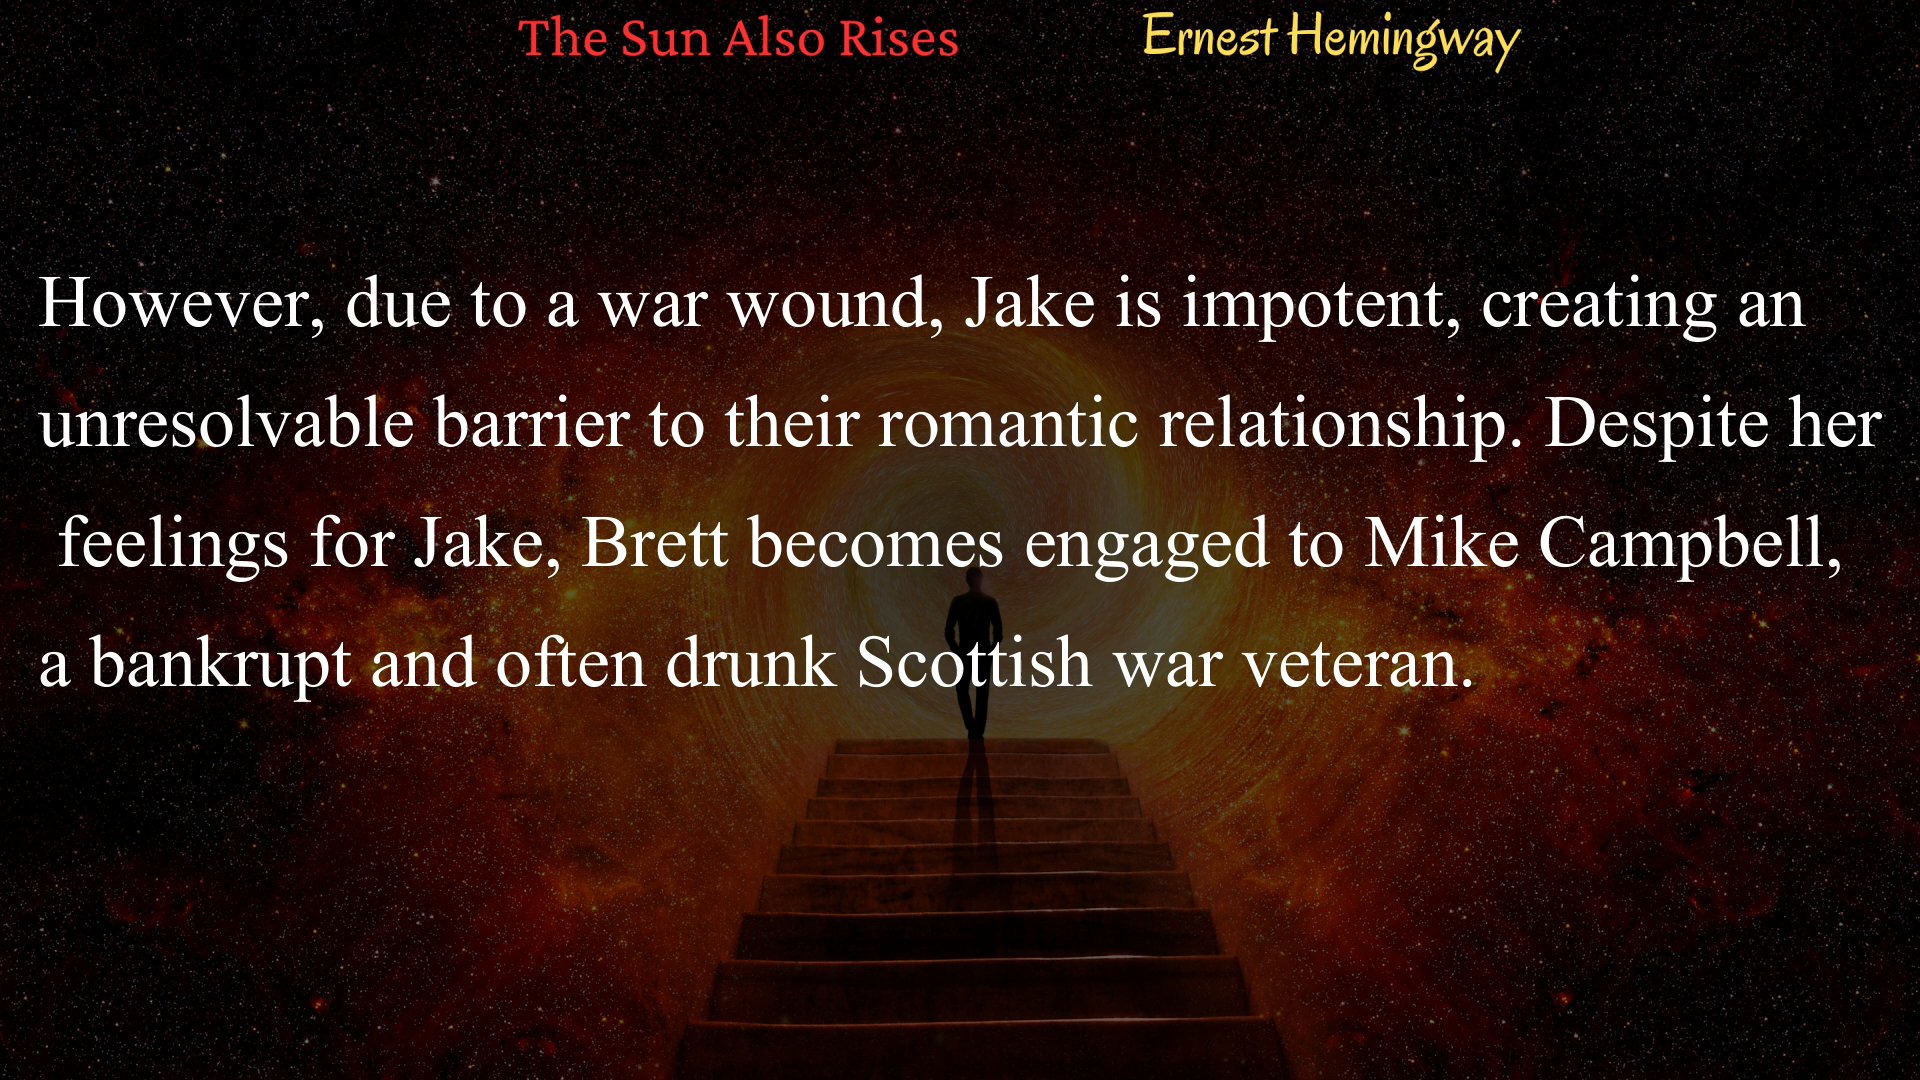 The Sun Also Rises
Ernest Hemingway
However, due to a war wound, Jake is impotent, creating an
unresolvable barrier to their romantic relationship. Despite her
feelings for Jake, Brett becomes engaged to Mike Campbell,
a bankrupt and often drunk Scottish war veteran.